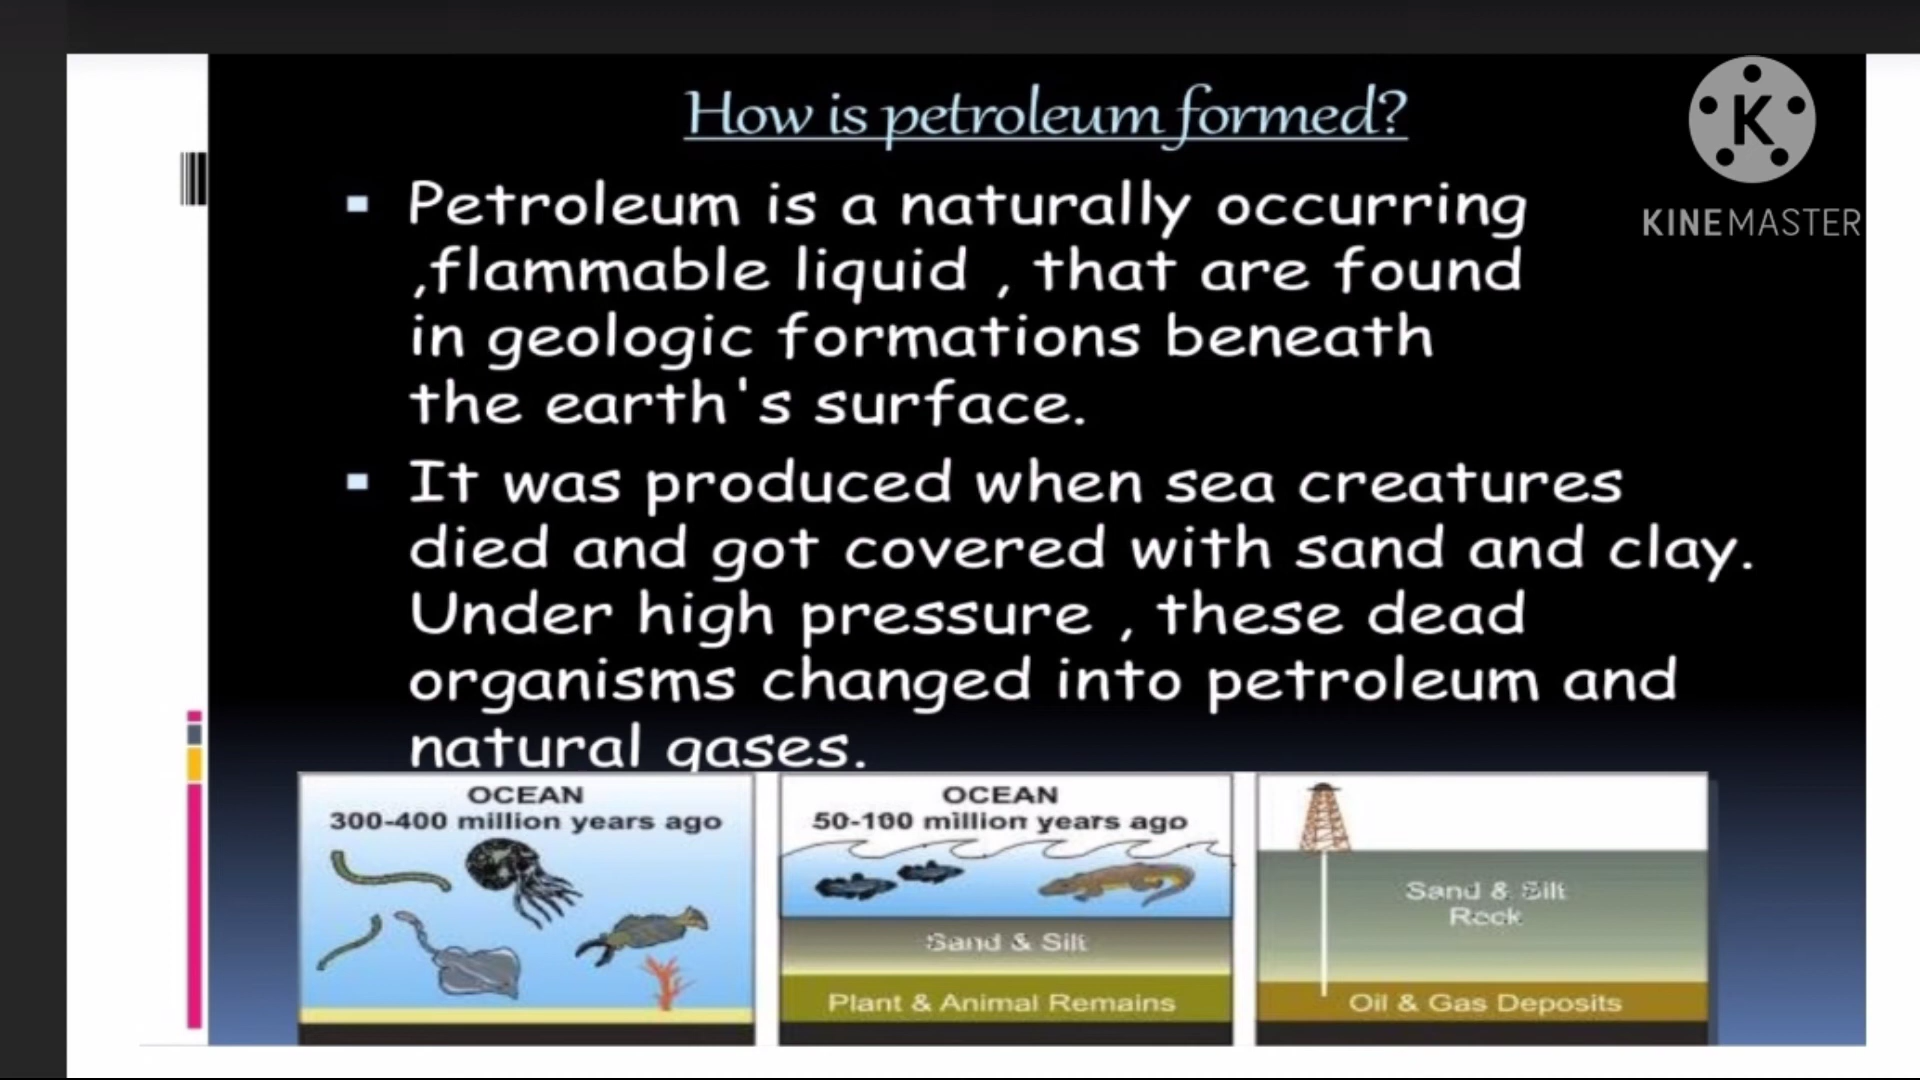 How is petroleum formed?
K
KINEMASTER
▪ Petroleum is a naturally occurring
,flammable liquid , that are found
in geologic formations beneath
the earth's surface.
▪ It was produced when sea creatures
died and got covered with sand and clay.
Under high pressure , these dead
organisms changed into petroleum and
natural gases.
OCEAN
300-400 million years ago
OCEAN
50-100 million years ago
Sand & Silt
Plant & Animal Remains
Sand & Silt
Rock
Oil & Gas Deposits